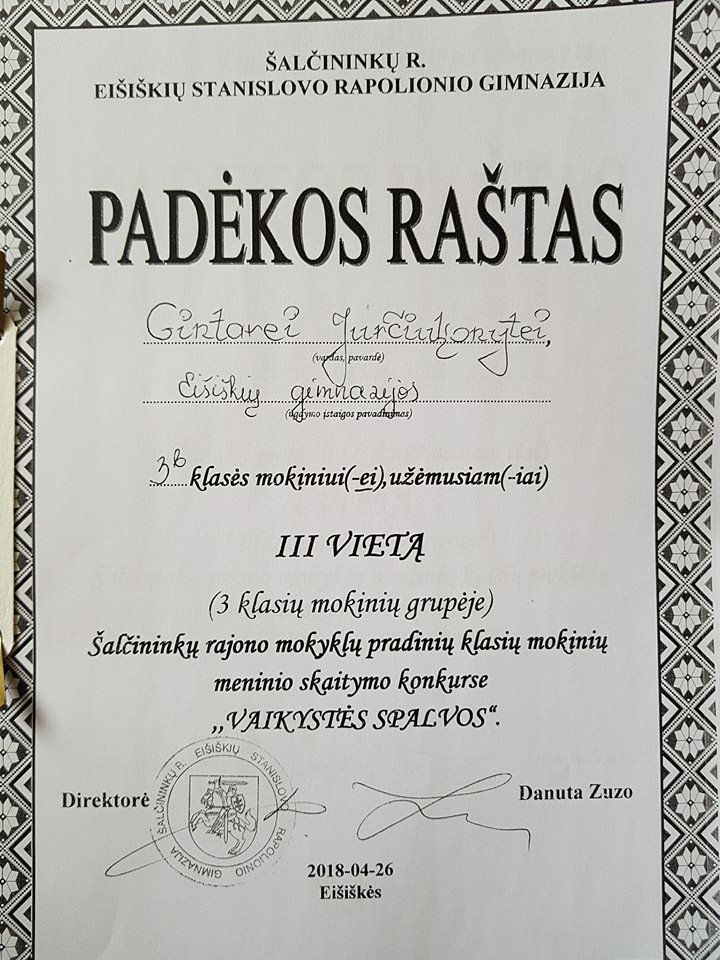 ŠALČININKŲ R.
EIŠIŠKIŲ STANISLOVO RAPOLIONIO GIMNAZIJA
PADĖKOS RAŠTAS
Gintarei Jurčiukonytei,
(vardas, pavardė)
Eišiškių gimnazijos
(ugdymo įstaigos pavadinimas)
3B klasės mokiniui(-ei),užėmusiam(-iai)
III VIETĄ
(3 klasių mokinių grupėje)
Šalčininkų rajono mokyklų pradinių klasių mokinių
meninio skaitymo konkurse
,,VAIKYSTĖS SPALVOS“.
Direktorė
ŠALČININKŲ R. EIŠIŠKIŲ STANISLOVO RAPOLIONIO GIMNAZIJA
Danuta Zuzo
2018-04-26
Eišiškės